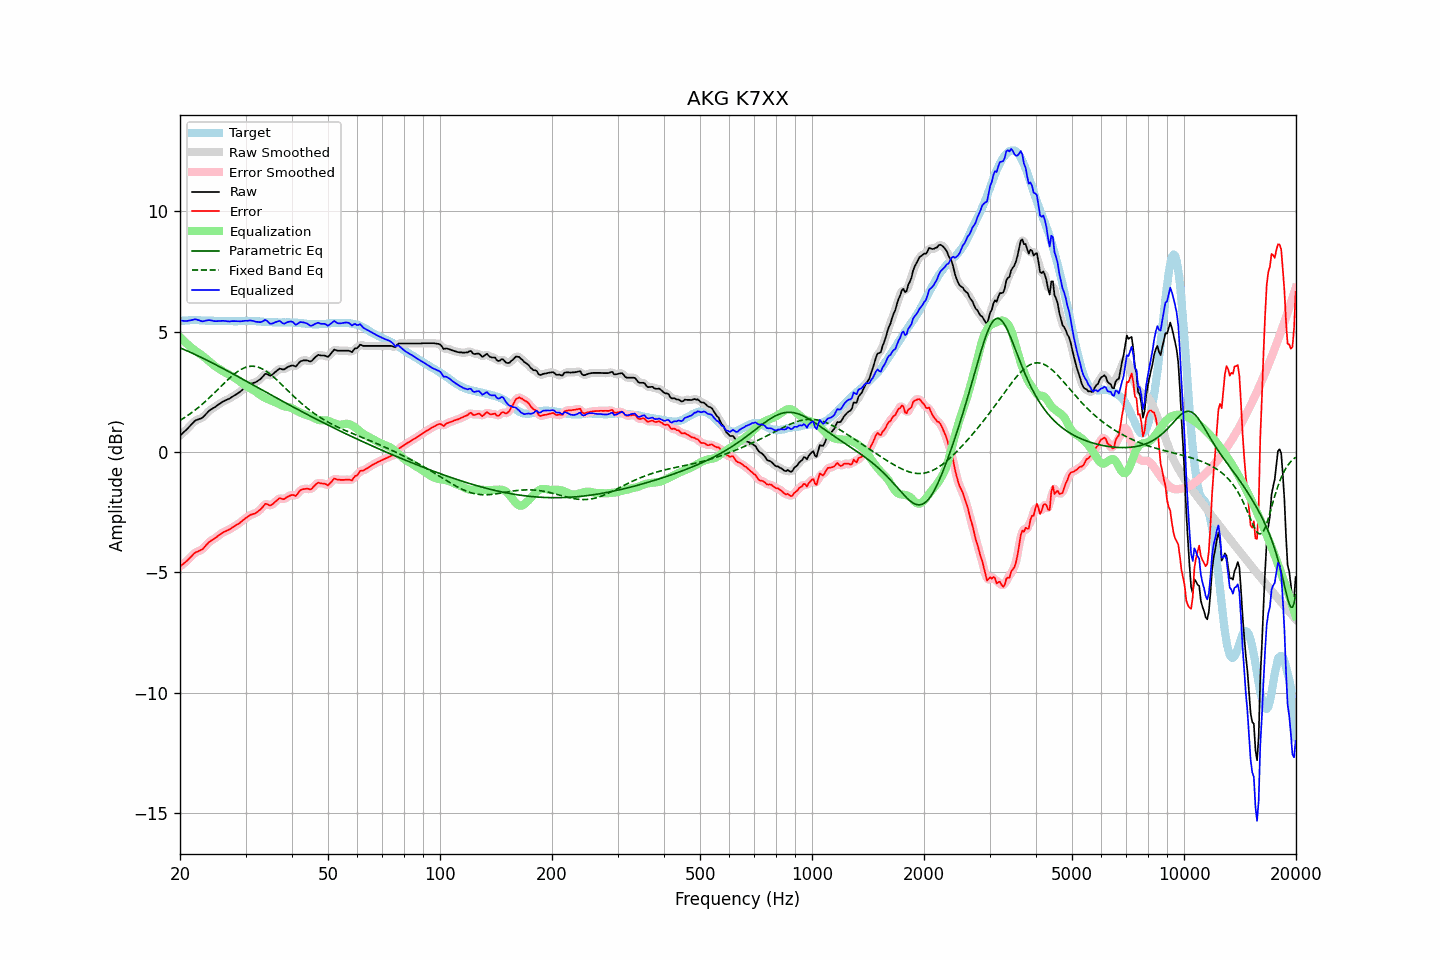 AKG K7XX
Target
Raw Smoothed
Error Smoothed
Raw
Error
Equalization
Parametric Eq
Fixed Band Eq
Equalized
Amplitude (dBr)
10
5
0
−5
−10
−15
20 50 100 200 500 1000 2000 5000 10000 20000
Frequency (Hz)